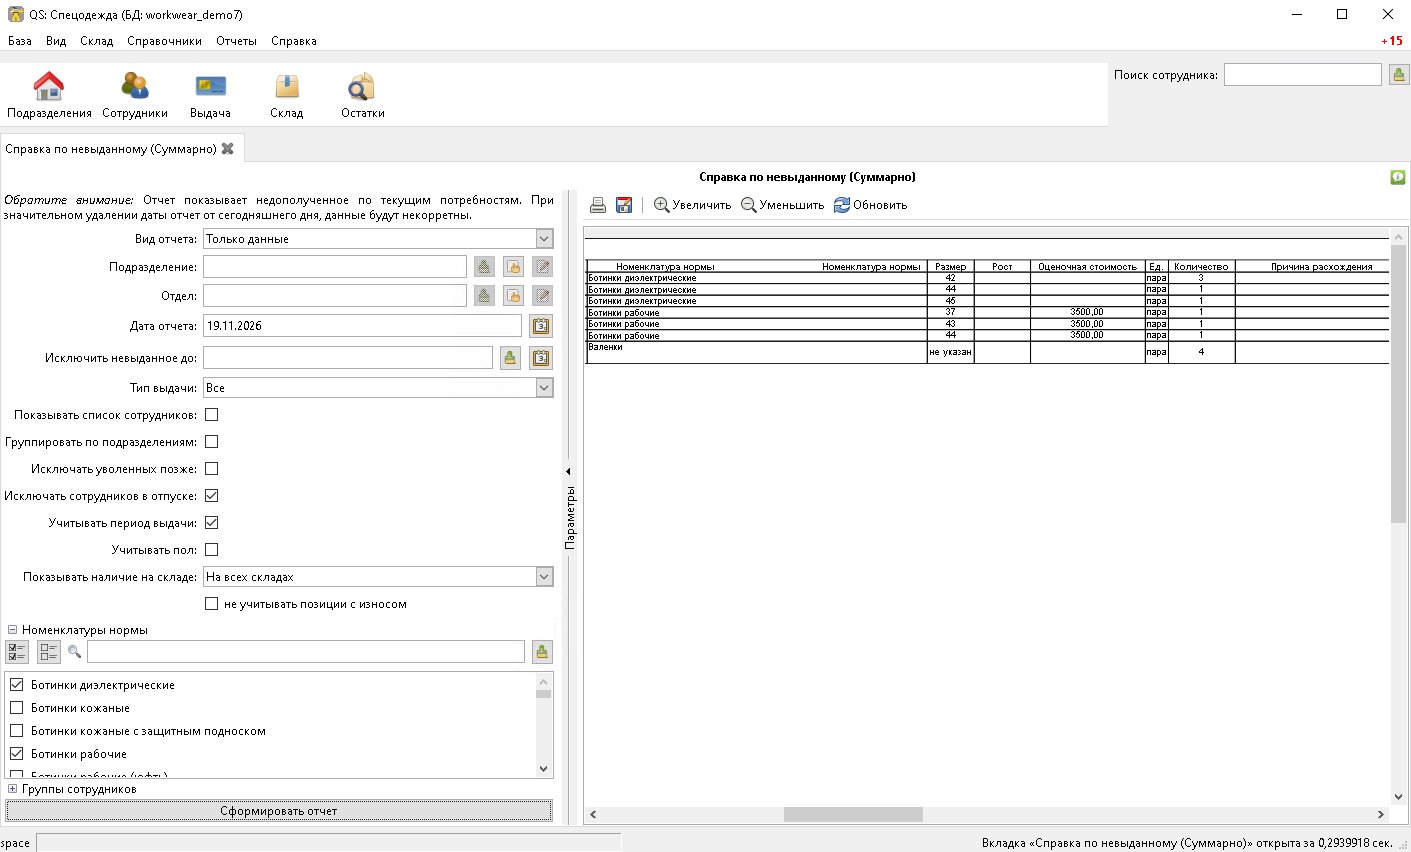 QS: Спецодежда (БД: workwear_demo7)
База Вид Склад Справочники Отчеты Справка +15
Подразделения Сотрудники Выдача Склад Остатки Поиск сотрудника:
Справка по невыданному (Суммарно)
Справка по невыданному (Суммарно)
Обратите внимание: Отчет показывает недополученное по текущим потребностям. При
значительном удалении даты отчет от сегодняшнего дня, данные будут некорретны.
Вид отчета: Только данные
Подразделение:
Отдел:
Дата отчета: 19.11.2026
Исключить невыданное до:
Тип выдачи: Все
Показывать список сотрудников:
Группировать по подразделениям:
Исключать уволенных позже:
Исключать сотрудников в отпуске:
Учитывать период выдачи:
Учитывать пол:
Показывать наличие на складе: На всех складах
не учитывать позиции с износом
Номенклатуры нормы
Ботинки диэлектрические
Ботинки кожаные
Ботинки кожаные с защитным подноском
Ботинки рабочие
Ботинки рабочие (юфть)
Группы сотрудников
Сформировать отчет
Параметры
Увеличить Уменьшить Обновить
Номенклатура нормы Номенклатура нормы Размер Рост Оценочная стоимость Ед. Количество Причина расхождения
Ботинки диэлектрические 42 пара 3
Ботинки диэлектрические 44 пара 1
Ботинки диэлектрические 45 пара 1
Ботинки рабочие 37 3500,00 пара 1
Ботинки рабочие 43 3500,00 пара 1
Ботинки рабочие 44 3500,00 пара 1
Валенки не указан пара 4
space Вкладка «Справка по невыданному (Суммарно)» открыта за 0,2939918 сек.